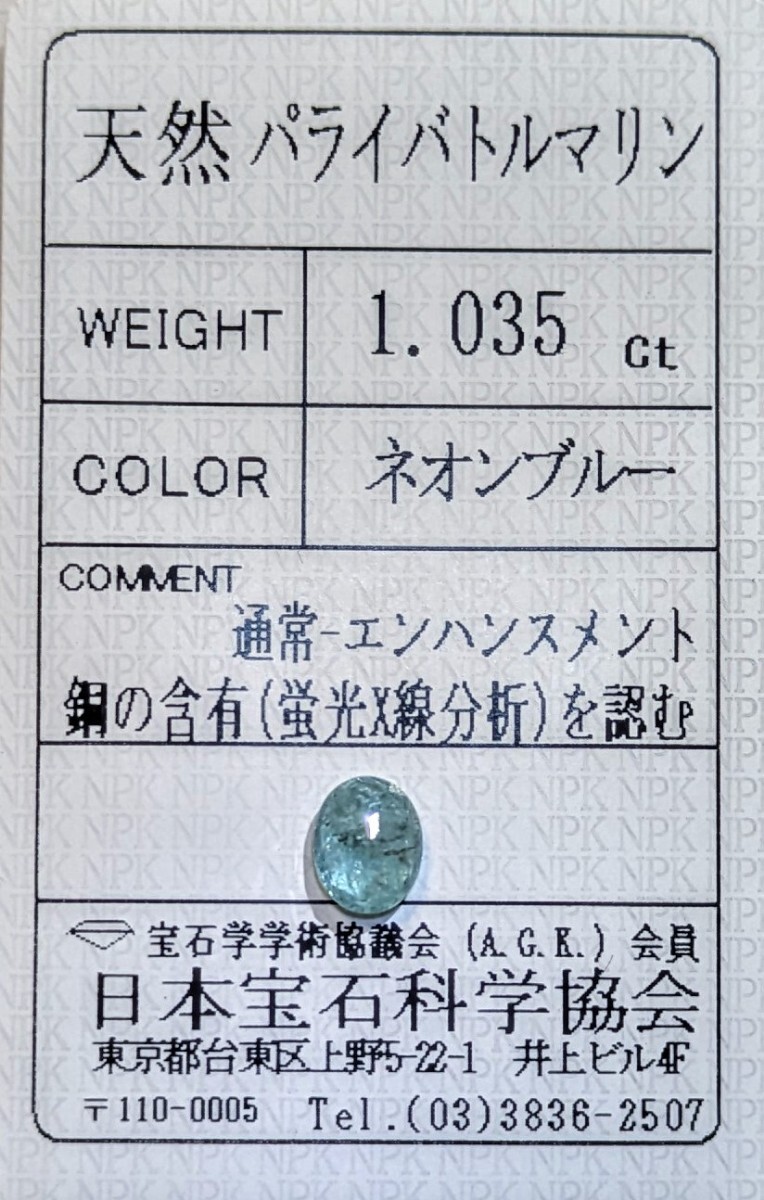 天然パライバトルマリン
WEIGHT 1.035 ct
COLOR ネオンブルー
COMMENT
通常-エンハンスメント
銅の含有(蛍光X線分析)を認む
宝石学学術協議会 (A.G.K.) 会員
日本宝石科学協会
東京都台東区上野5-22-1 井上ビル4F
〒110-0005 Tel.(03)3836-2507